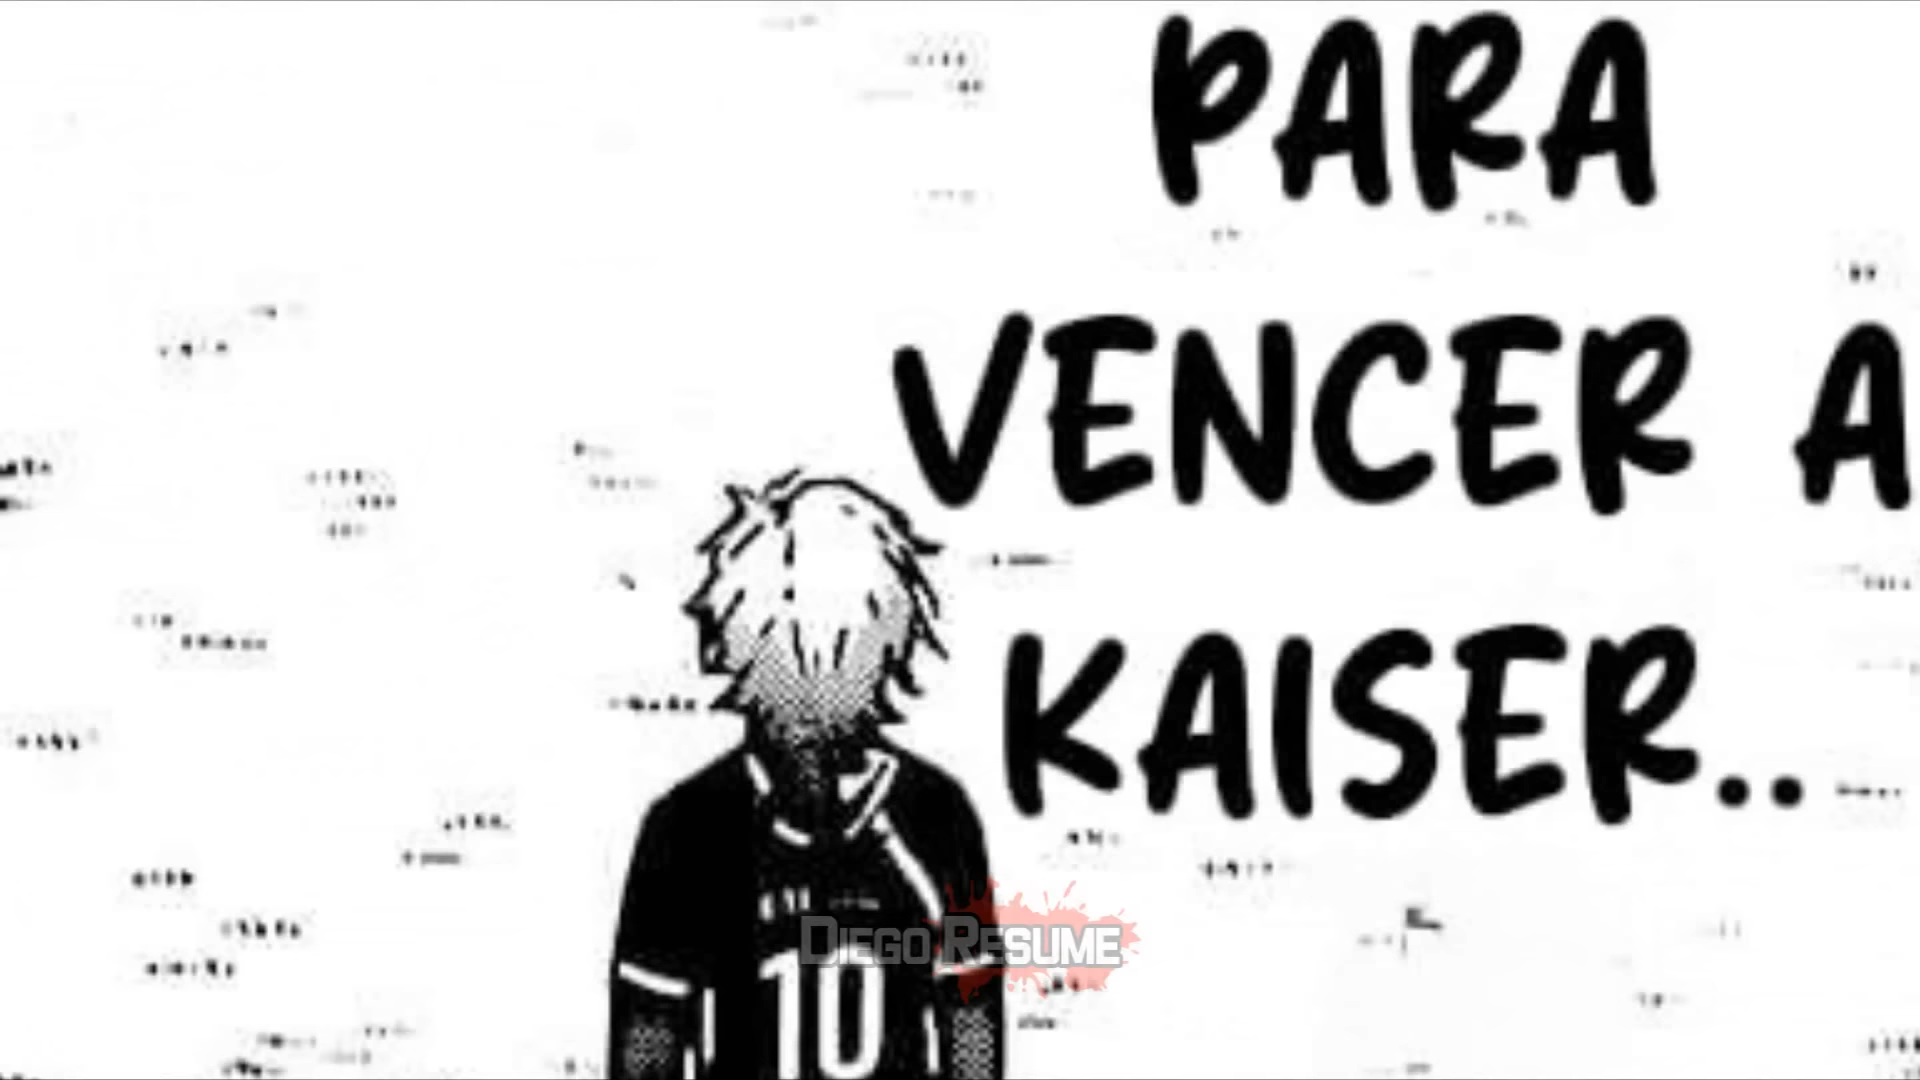 PARA
VENCER A
KAISER..
DIEGO RESUME
10